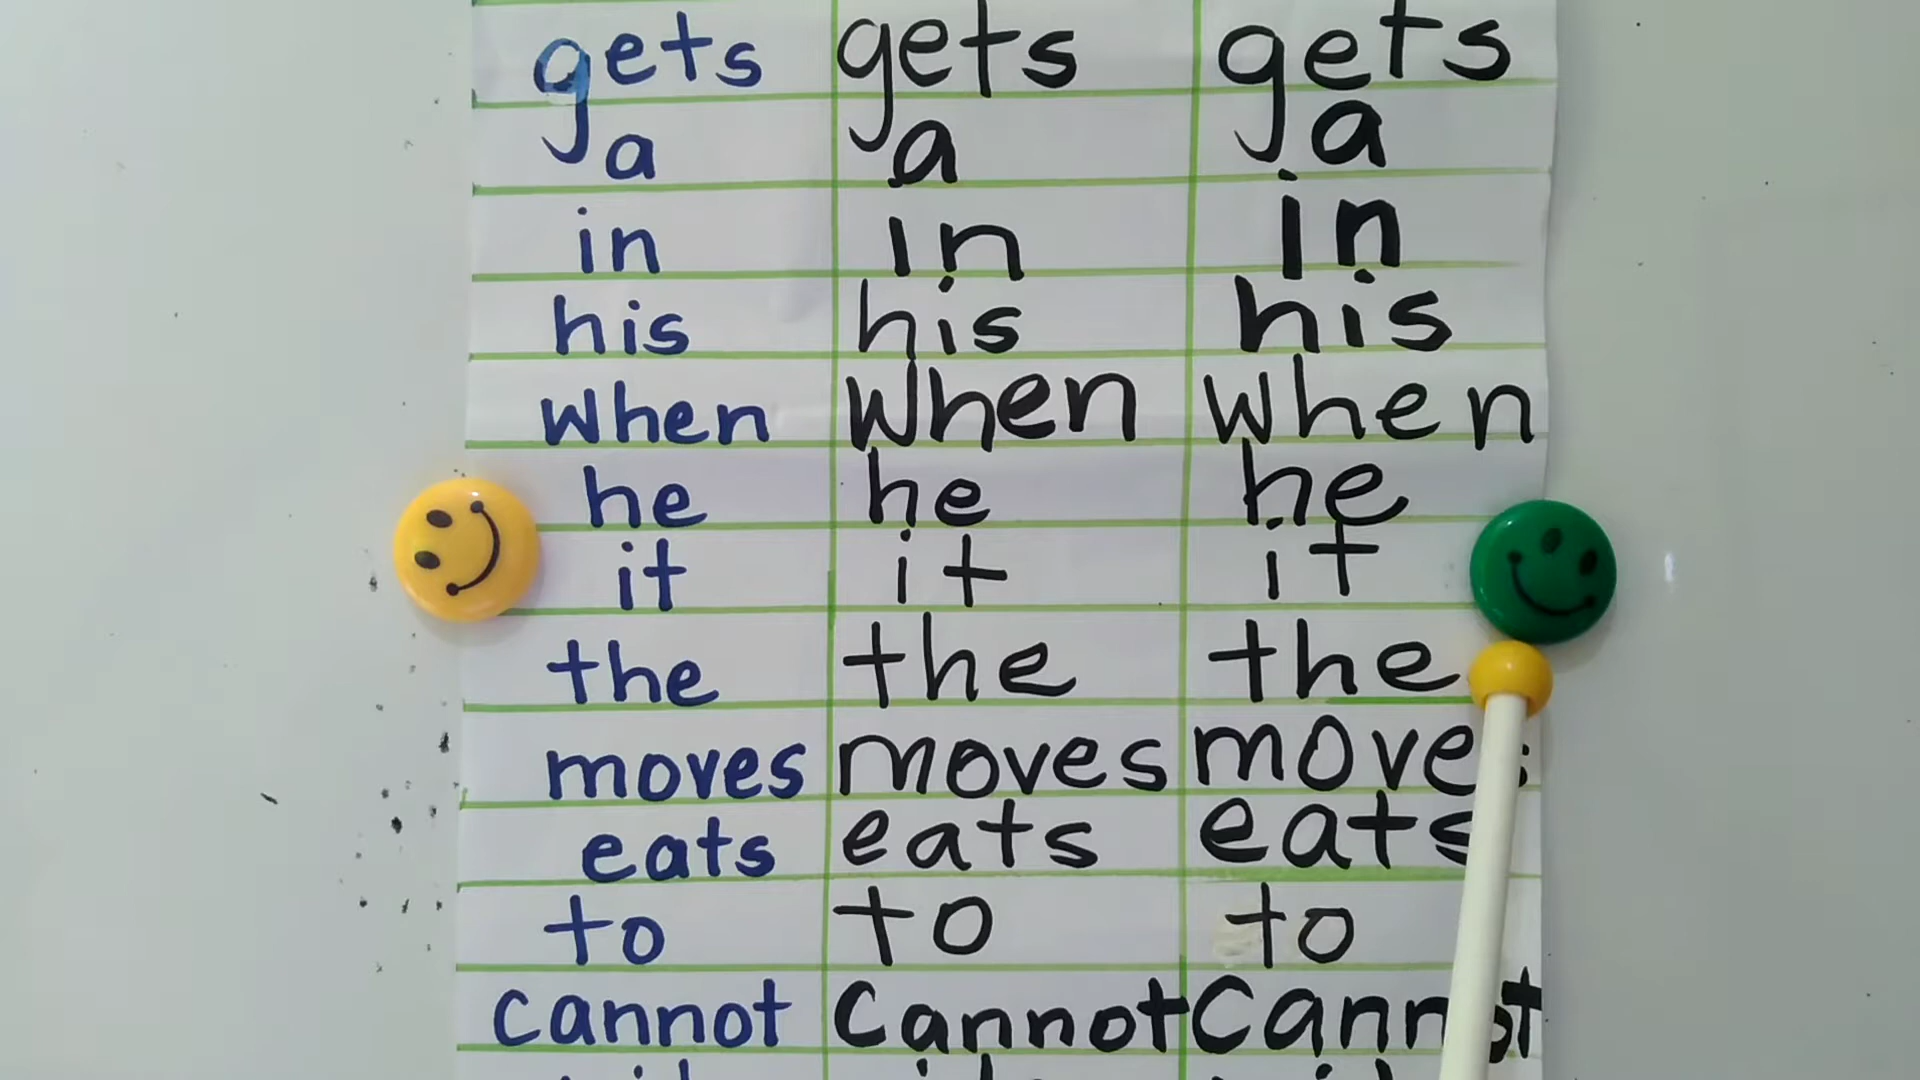 gets gets gets
a a a
in in in
his his his
when when when
he he he
it it it
the the the
moves moves moves
eats eats eats
to to to
cannot cannot cannot